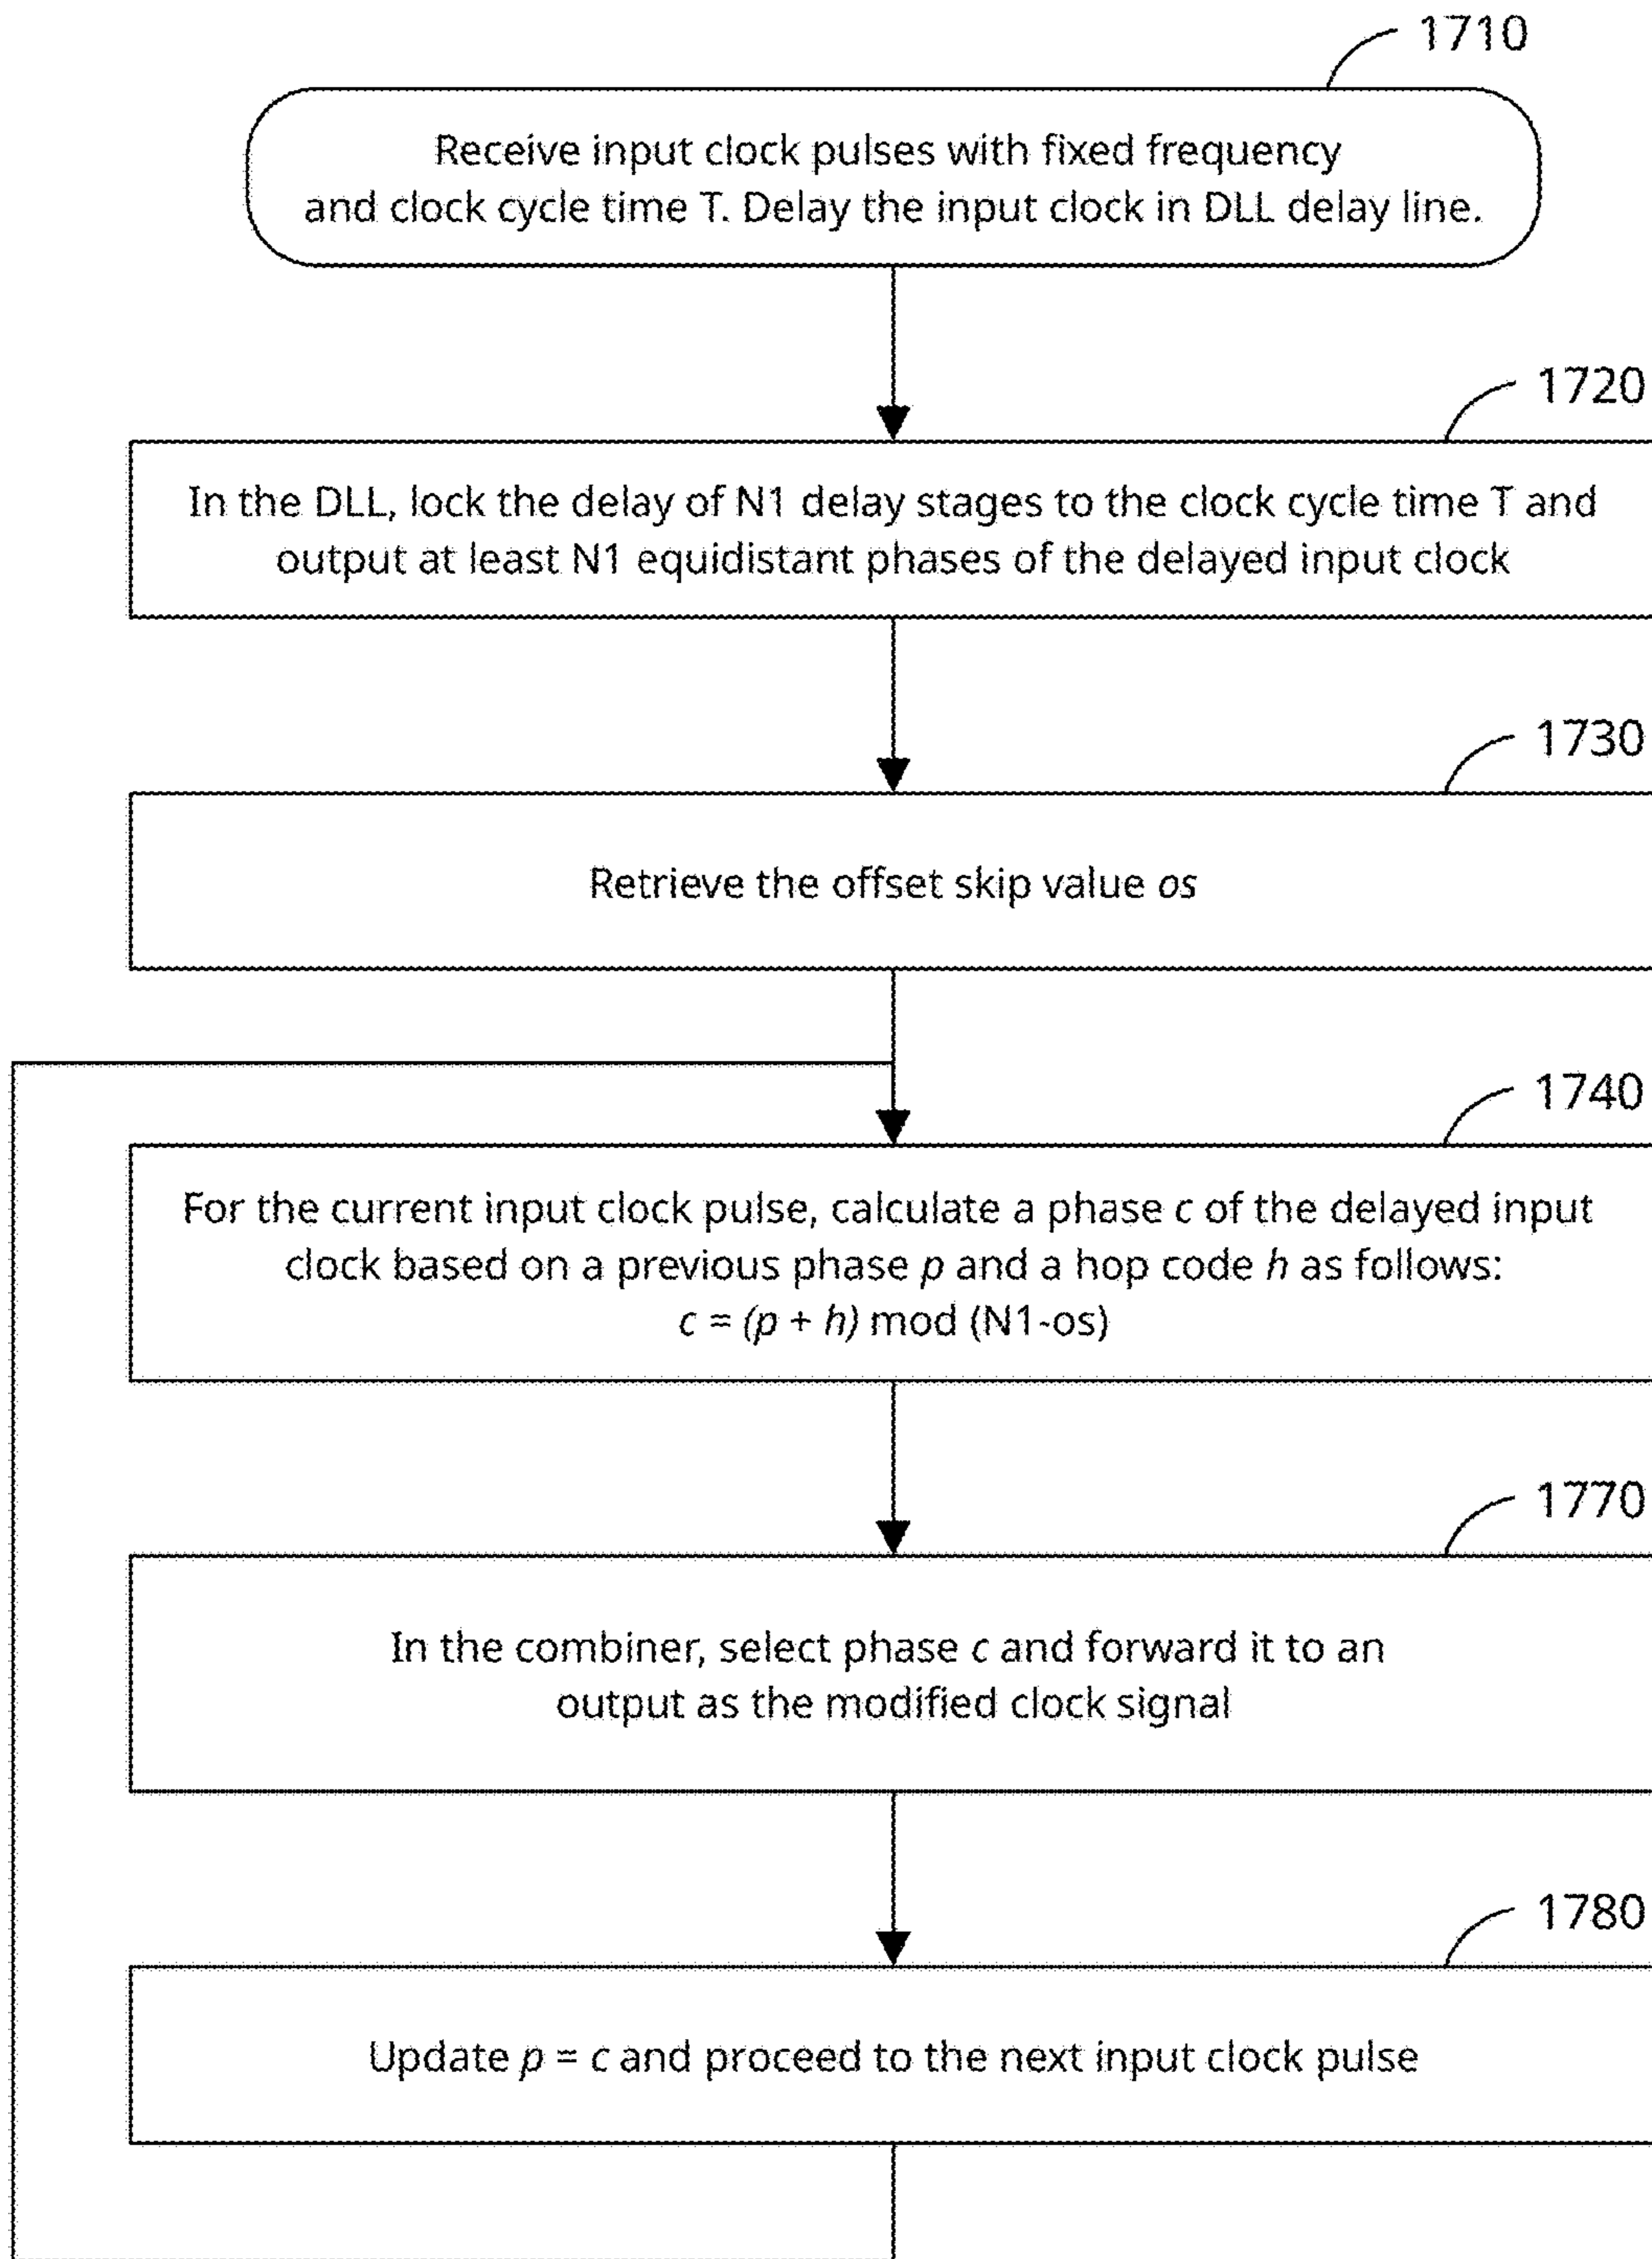 1710
Receive input clock pulses with fixed frequency
and clock cycle time T. Delay the input clock in DLL delay line.
1720
In the DLL, lock the delay of N1 delay stages to the clock cycle time T and
output at least N1 equidistant phases of the delayed input clock
1730
Retrieve the offset skip value os
1740
For the current input clock pulse, calculate a phase c of the delayed input
clock based on a previous phase p and a hop code h as follows:
c = (p + h) mod (N1-os)
1770
In the combiner, select phase c and forward it to an
output as the modified clock signal
1780
Update p = c and proceed to the next input clock pulse